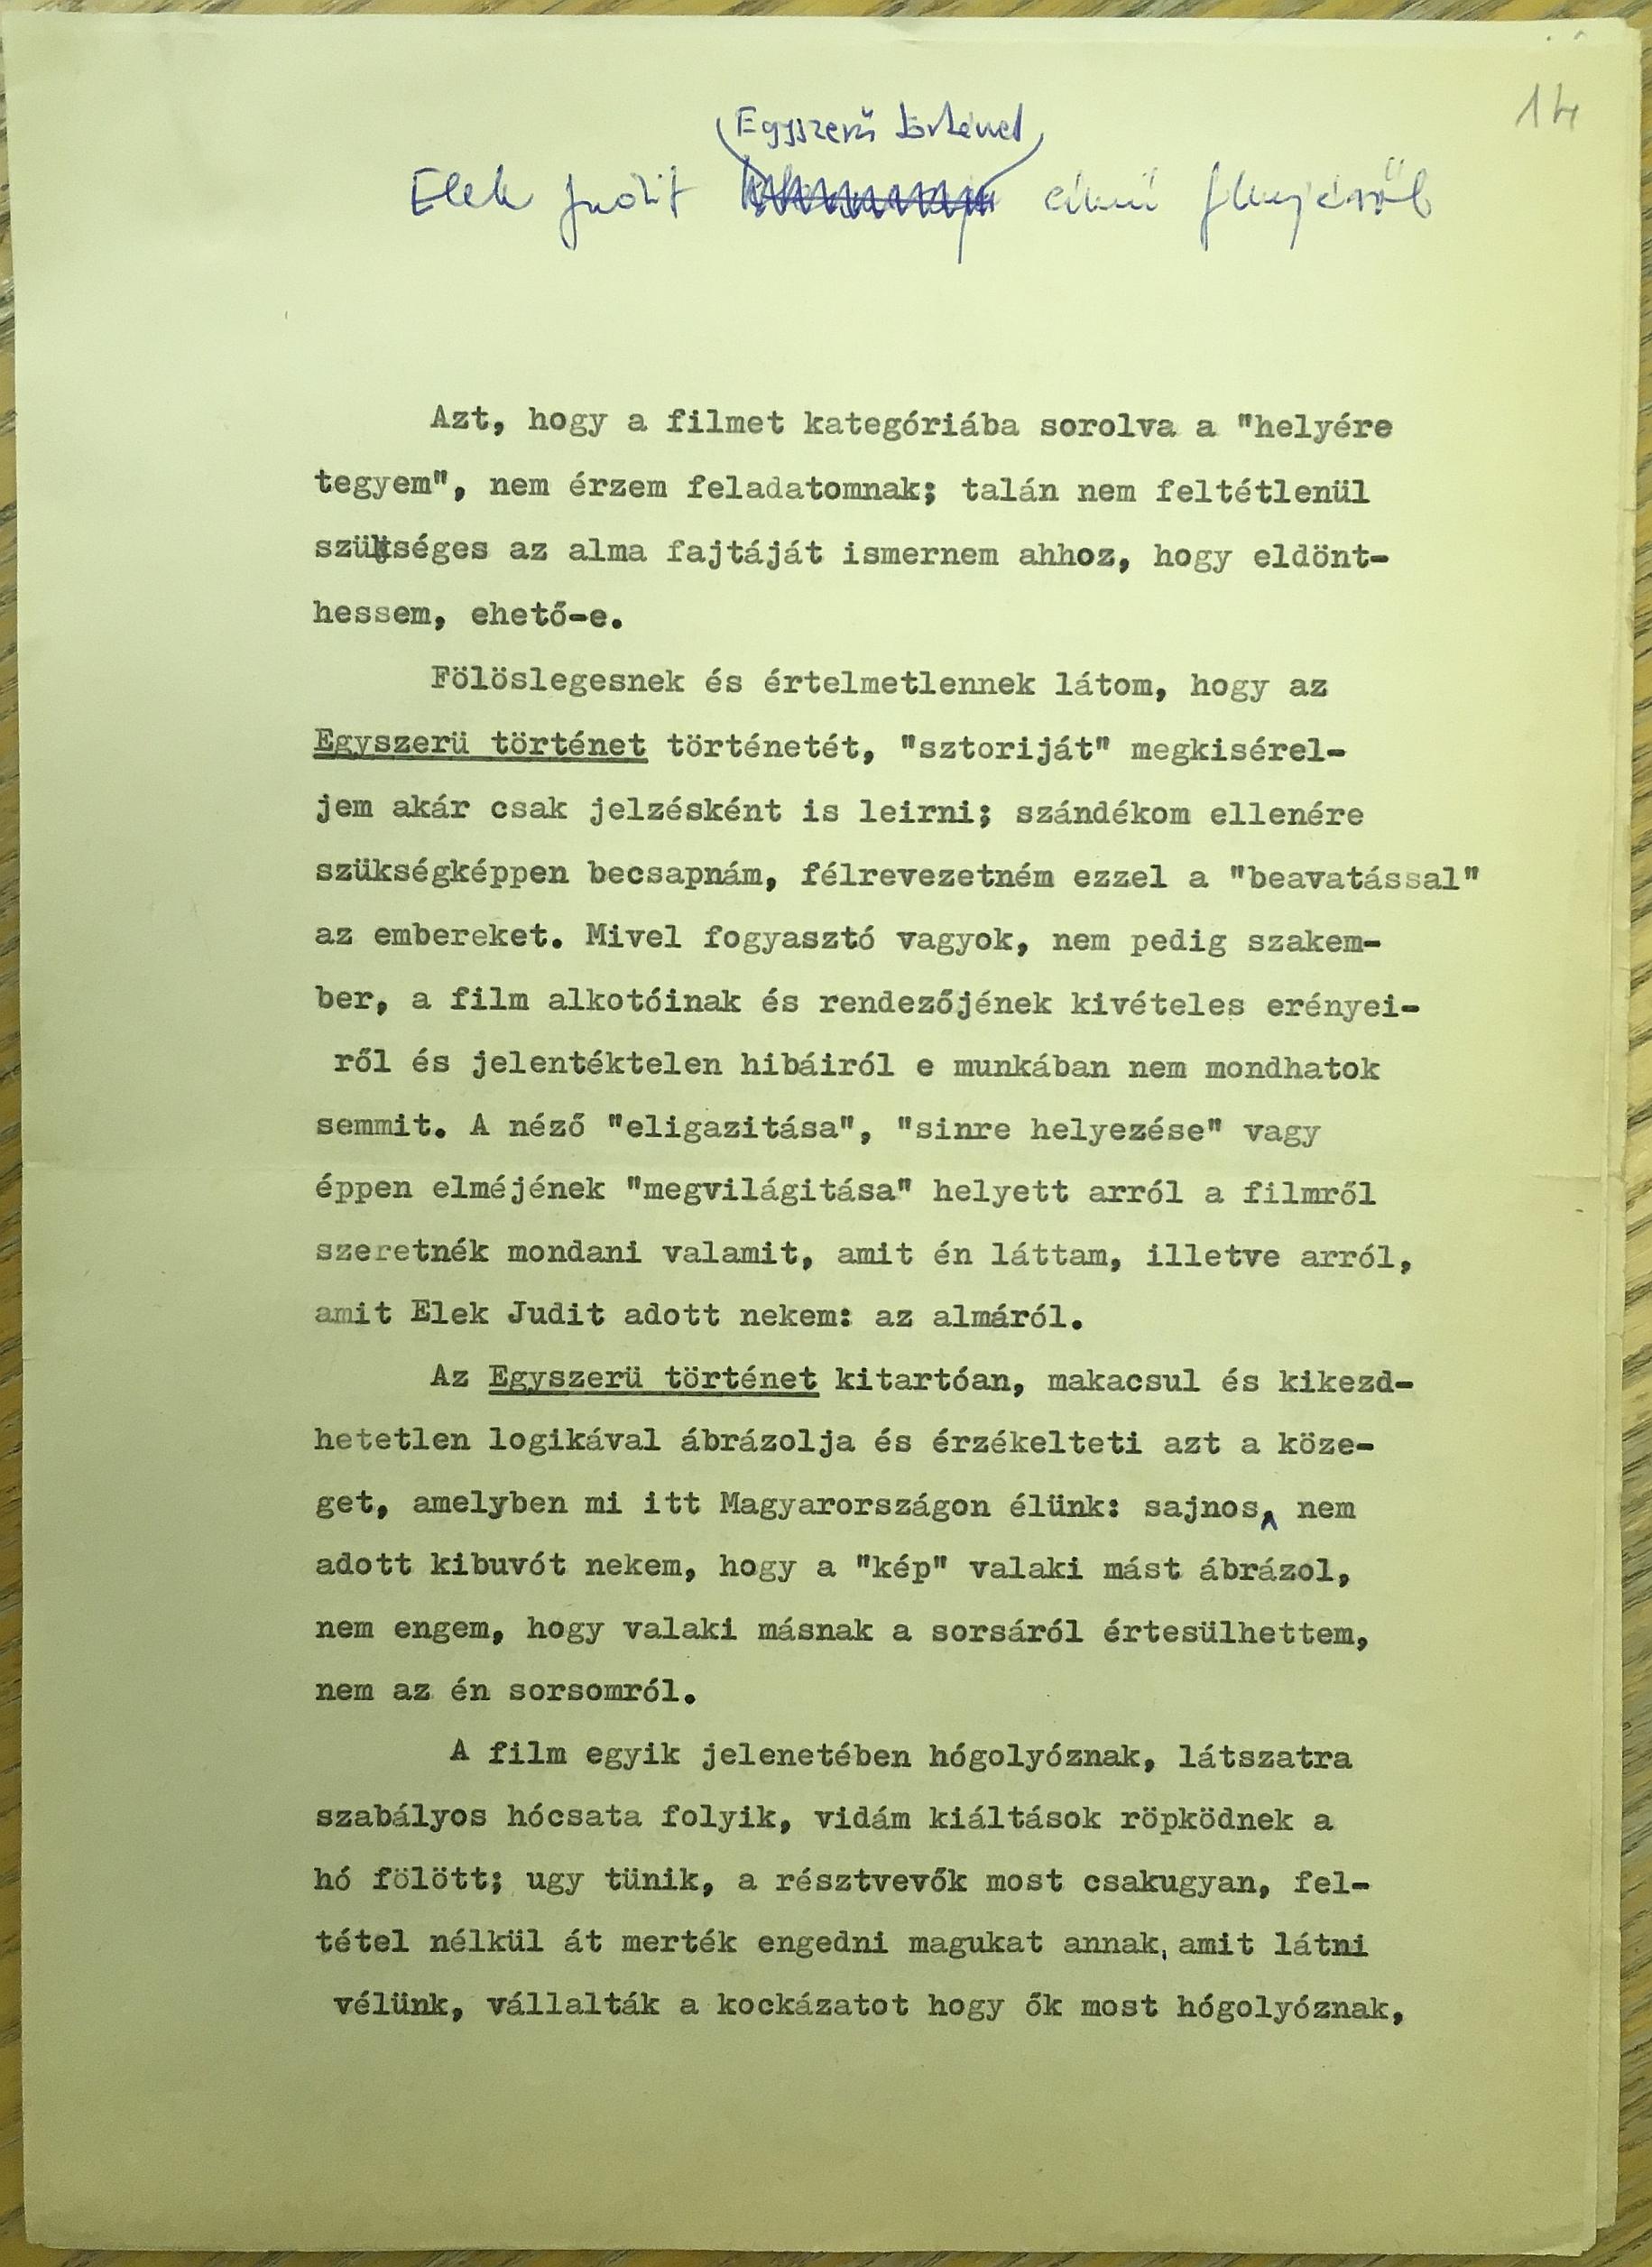 14
Egyszerű történet
Elek Judit című filmjéről
Azt, hogy a filmet kategóriába sorolva a "helyére
tegyem", nem érzem feladatomnak; talán nem feltétlenül
szükséges az alma fajtáját ismernem ahhoz, hogy eldönt-
hessem, ehető-e.
Fölöslegesnek és értelmetlennek látom, hogy az
Egyszerü történet történetét, "sztoriját" megkisérel-
jem akár csak jelzésként is leirni; szándékom ellenére
szükségképpen becsapnám, félrevezetném ezzel a "beavatással"
az embereket. Mivel fogyasztó vagyok, nem pedig szakem-
ber, a film alkotóinak és rendezőjének kivételes erényei-
ről és jelentéktelen hibáiról e munkában nem mondhatok
semmit. A néző "eligazitása", "sinre helyezése" vagy
éppen elméjének "megvilágitása" helyett arról a filmről
szeretnék mondani valamit, amit én láttam, illetve arról,
amit Elek Judit adott nekem: az almáról.
Az Egyszerü történet kitartóan, makacsul és kikezd-
hetetlen logikával ábrázolja és érzékelteti azt a köze-
get, amelyben mi itt Magyarországon élünk: sajnos, nem
adott kibuvót nekem, hogy a "kép" valaki mást ábrázol,
nem engem, hogy valaki másnak a sorsáról értesülhettem,
nem az én sorsomról.
A film egyik jelenetében hógolyóznak, látszatra
szabályos hócsata folyik, vidám kiáltások röpködnek a
hó fölött; ugy tünik, a résztvevők most csakugyan, fel-
tétel nélkül át merték engedni magukat annak, amit látni
vélünk, vállalták a kockázatot hogy ők most hógolyóznak,